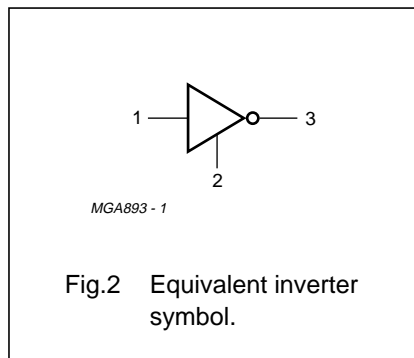 1
3
2
MGA893 - 1
Fig.2 Equivalent inverter
symbol.